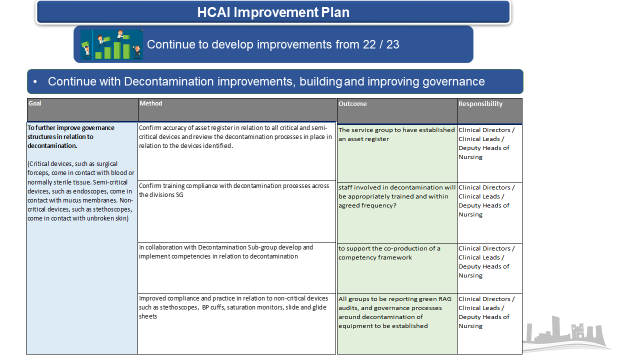 HCAI Improvement Plan
Continue to develop improvements from 22 / 23
• Continue with Decontamination improvements, building and improving governance
Goal
Method
Outcome
Responsibility
To further improve governance
structures in relation to
decontamination.
(Critical devices, such as surgical
forceps, come in contact with blood or
normally sterile tissue. Semi-critical
devices, such as endoscopes, come in
contact with mucus membranes. Non-
critical devices, such as stethoscopes,
come in contact with unbroken skin)
Confirm accuracy of asset register in relation to all critical and semi-
critical devices and review the decontamination processes in place in
relation to the devices identified.
The service group to have established
an asset register
Clinical Directors /
Clinical Leads /
Deputy Heads of
Nursing
Confirm training compliance with decontamination processes across
the divisions SG
staff involved in decontamination will
be appropriately trained and within
agreed frequency?
Clinical Directors /
Clinical Leads /
Deputy Heads of
Nursing
In collaboration with Decontamination Sub-group develop and
implement competencies in relation to decontamination
to support the co-production of a
competency framework
Clinical Directors /
Clinical Leads /
Deputy Heads of
Nursing
Improved compliance and practice in relation to non-critical devices
such as stethoscopes, BP cuffs, saturation monitors, slide and glide
sheets
All groups to be reporting green RAG
audits, and governance processes
around decontamination of
equipment to be established
Clinical Directors /
Clinical Leads /
Deputy Heads of
Nursing